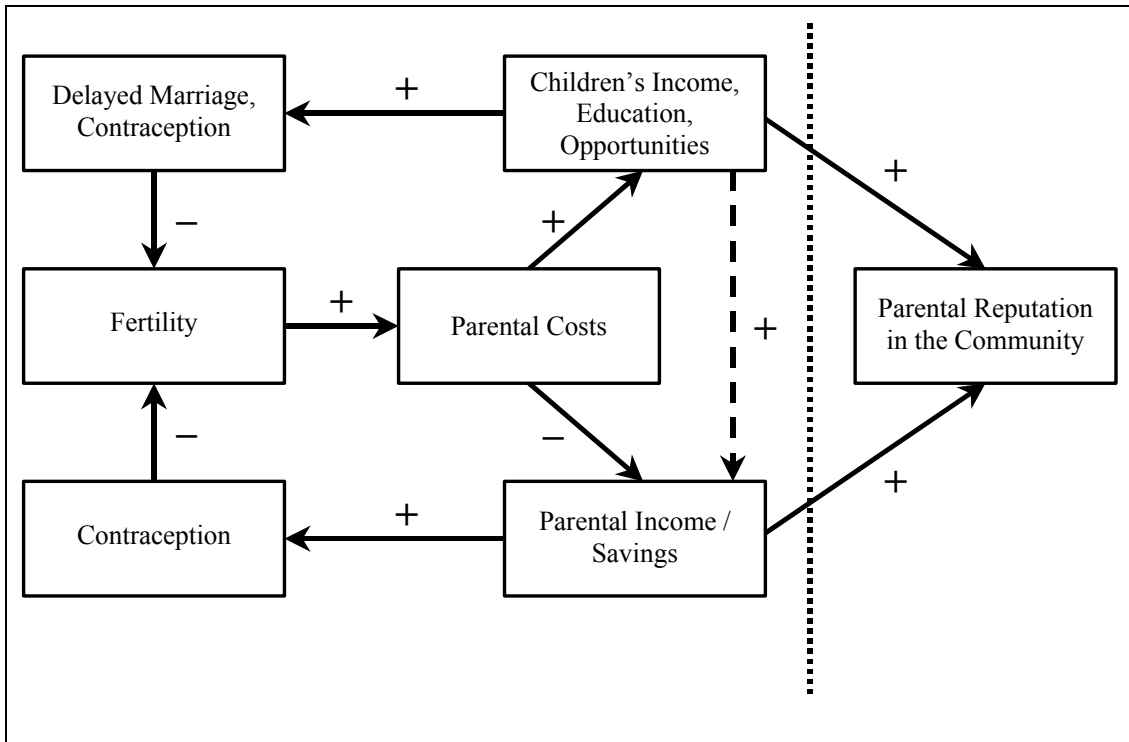 Delayed Marriage,
Contraception
+
Children’s Income,
Education,
Opportunities
−
+
+
Fertility
+
Parental Costs
+
Parental Reputation
in the Community
−
−
+
Contraception
+
Parental Income /
Savings